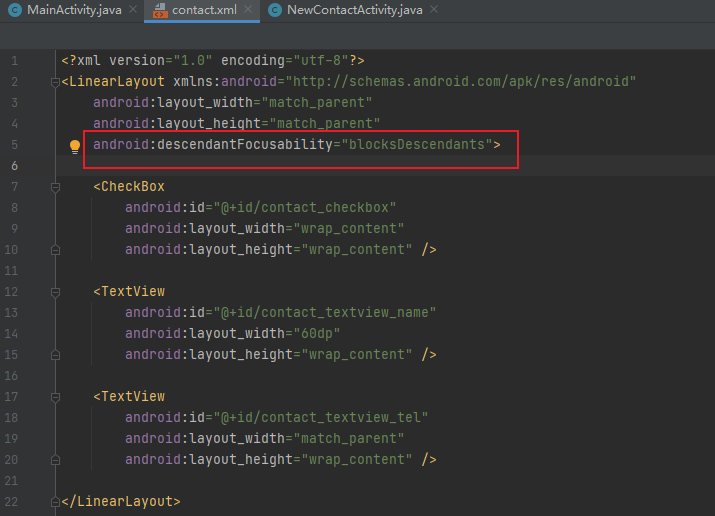 MainActivity.java × contact.xml × NewContactActivity.java ×
1 <?xml version="1.0" encoding="utf-8"?>
2 <LinearLayout xmlns:android="http://schemas.android.com/apk/res/android"
3 android:layout_width="match_parent"
4 android:layout_height="match_parent"
5 android:descendantFocusability="blocksDescendants">
6
7 <CheckBox
8 android:id="@+id/contact_checkbox"
9 android:layout_width="wrap_content"
10 android:layout_height="wrap_content" />
11
12 <TextView
13 android:id="@+id/contact_textview_name"
14 android:layout_width="60dp"
15 android:layout_height="wrap_content" />
16
17 <TextView
18 android:id="@+id/contact_textview_tel"
19 android:layout_width="match_parent"
20 android:layout_height="wrap_content" />
21
22 </LinearLayout>